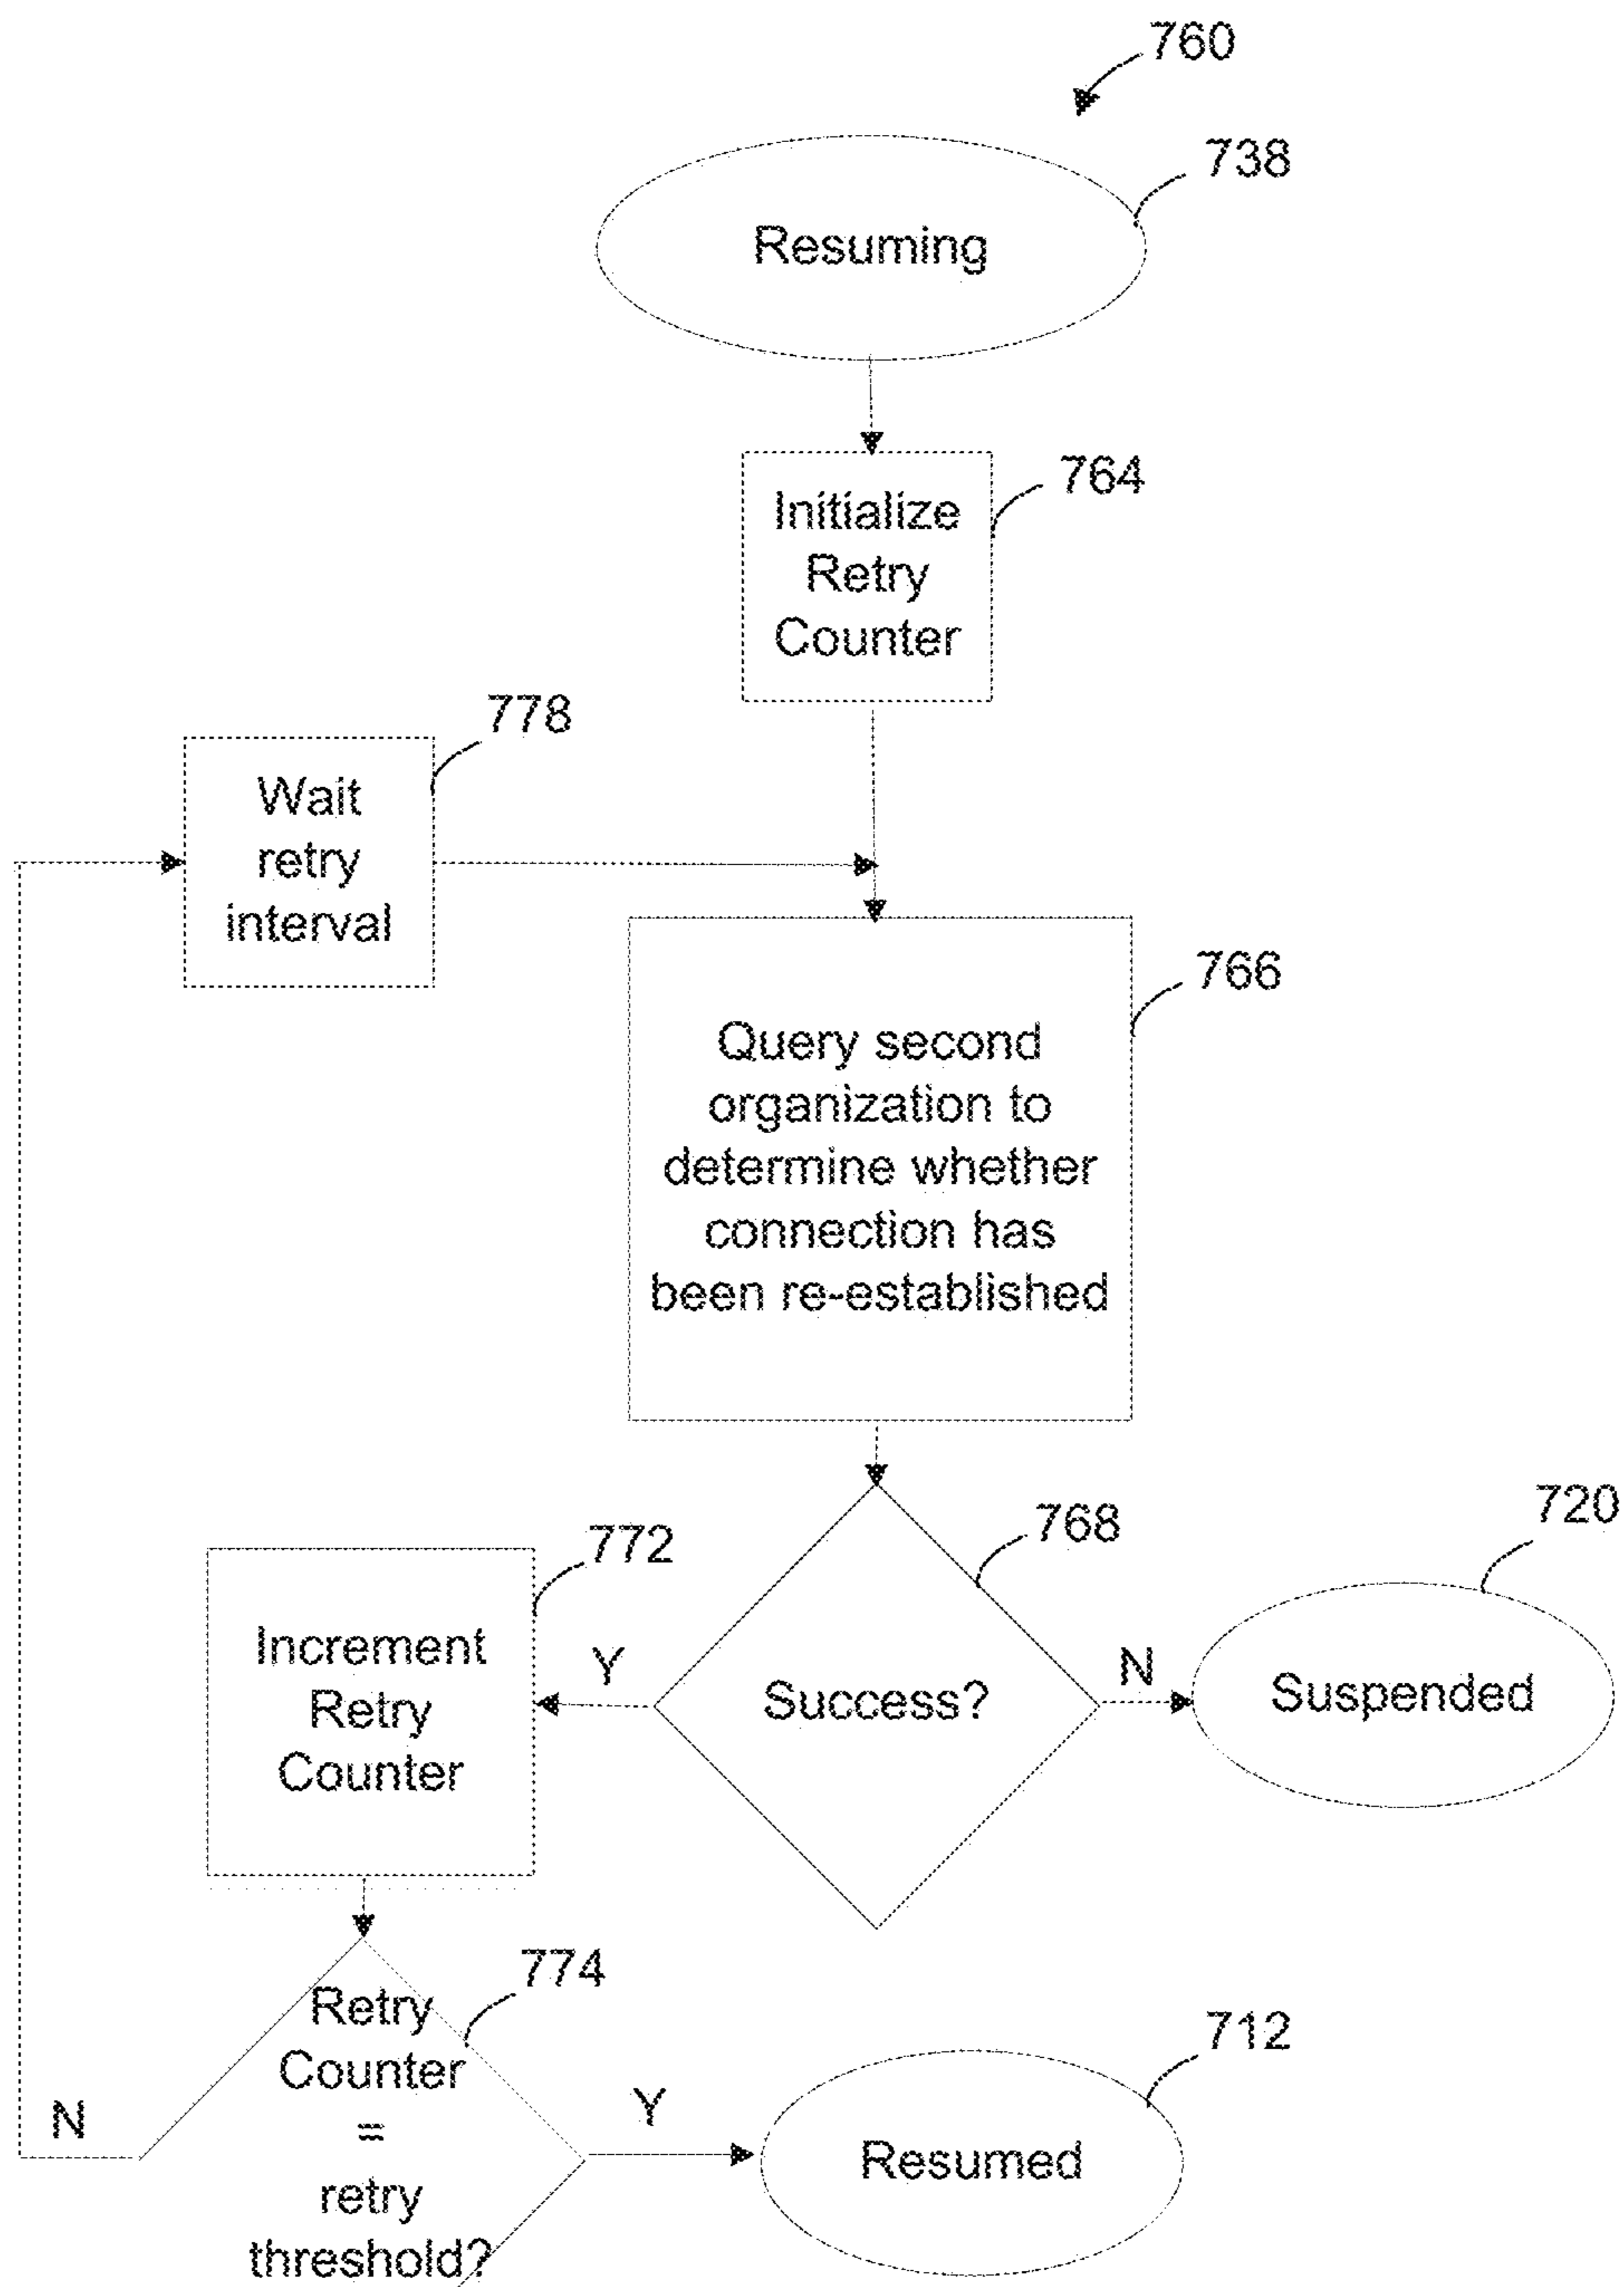 760
738
Resuming
764
Initialize
Retry
Counter
778
Wait
retry
interval
766
Query second
organization to
determine whether
connection has
been re-established
768
720
772
Increment
Retry
Counter
Y
Success?
N
Suspended
774
Retry
Counter
=
retry
threshold?
N
Y
712
Resumed